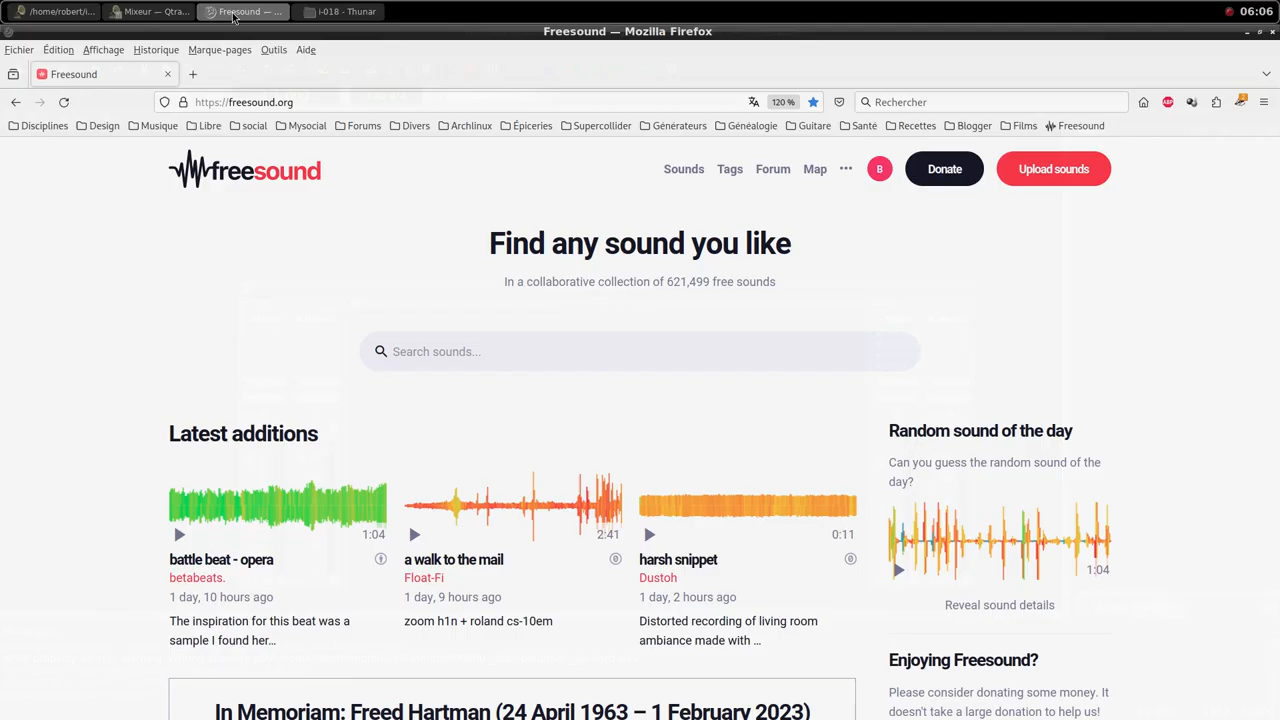 /home/robert/i...
Mixeur — Qtra...
Freesound — ...
i-018 - Thunar
06:06
Freesound — Mozilla Firefox
Fichier Édition Affichage Historique Marque-pages Outils Aide
Freesound
https://freesound.org
120 %
Rechercher
Disciplines Design Musique Libre social Mysocial Forums Divers Archlinux Épiceries Supercollider Générateurs Généalogie Guitare Santé Recettes Blogger Films Freesound
freesound
Sounds Tags Forum Map
B
Donate
Upload sounds
Find any sound you like
In a collaborative collection of 621,499 free sounds
Search sounds...
Latest additions
1:04
battle beat - opera
betabeats.
1 day, 10 hours ago
The inspiration for this beat was a
sample I found her...
2:41
a walk to the mail
Float-Fi
1 day, 9 hours ago
zoom h1n + roland cs-10em
0:11
harsh snippet
Dustoh
1 day, 2 hours ago
Distorted recording of living room
ambiance made with ...
Random sound of the day
Can you guess the random sound of the
day?
1:04
Reveal sound details
Enjoying Freesound?
Please consider donating some money. It
doesn't take a large donation to help us!
In Memoriam: Freed Hartman (24 April 1963 – 1 February 2023)